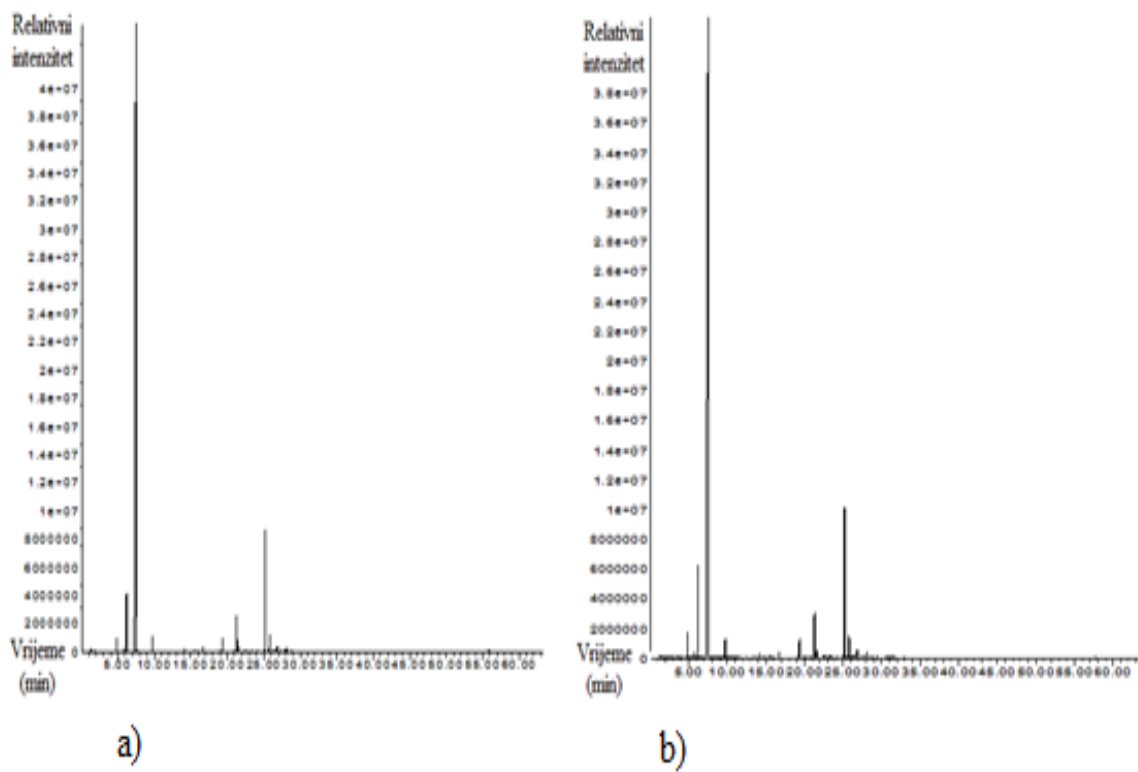 Relativni
intenzitet
4e+07
3.8e+07
3.6e+07
3.4e+07
3.2e+07
3e+07
2.8e+07
2.6e+07
2.4e+07
2.2e+07
2e+07
1.8e+07
1.6e+07
1.4e+07
1.2e+07
1e+07
8000000
6000000
4000000
2000000
0
Vrijeme
(min)
5.00 10.00 15.00 20.00 25.00 30.00 35.00 40.00 45.00 50.00 55.00 60.00
a)
Relativni
intenzitet
3.8e+07
3.6e+07
3.4e+07
3.2e+07
3e+07
2.8e+07
2.6e+07
2.4e+07
2.2e+07
2e+07
1.8e+07
1.6e+07
1.4e+07
1.2e+07
1e+07
8000000
6000000
4000000
2000000
0
Vrijeme
(min)
5.00 10.00 15.00 20.00 25.00 30.00 35.00 40.00 45.00 50.00 55.00 60.00
b)